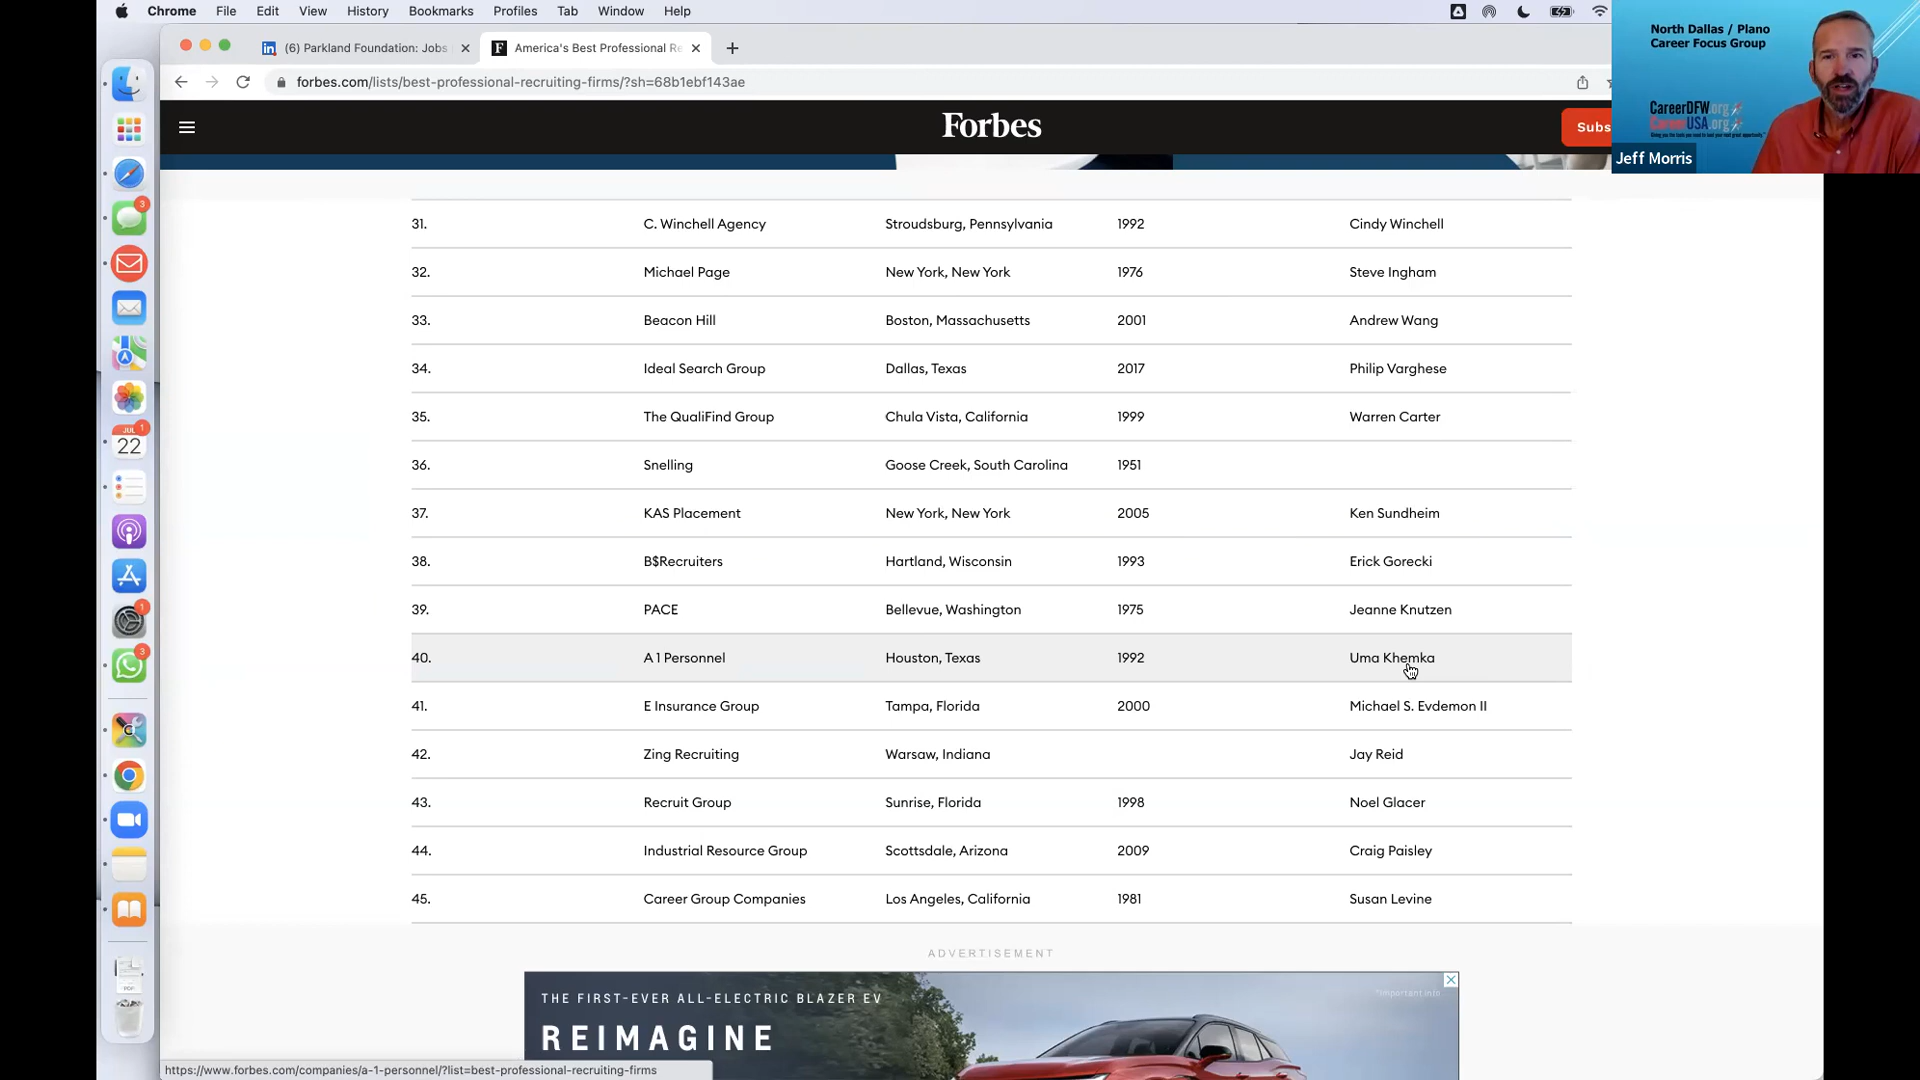 Chrome File Edit View History Bookmarks Profiles Tab Window Help
(6) Parkland Foundation: Jobs
America's Best Professional Re
forbes.com/lists/best-professional-recruiting-firms/?sh=68b1ebf143ae
Forbes
Subs
North Dallas / Plano
Career Focus Group
CareerDFW.org
CareerUSA.org
Jeff Morris
31. C. Winchell Agency Stroudsburg, Pennsylvania 1992 Cindy Winchell
32. Michael Page New York, New York 1976 Steve Ingham
33. Beacon Hill Boston, Massachusetts 2001 Andrew Wang
34. Ideal Search Group Dallas, Texas 2017 Philip Varghese
35. The QualiFind Group Chula Vista, California 1999 Warren Carter
36. Snelling Goose Creek, South Carolina 1951
37. KAS Placement New York, New York 2005 Ken Sundheim
38. B$Recruiters Hartland, Wisconsin 1993 Erick Gorecki
39. PACE Bellevue, Washington 1975 Jeanne Knutzen
40. A 1 Personnel Houston, Texas 1992 Uma Khemka
41. E Insurance Group Tampa, Florida 2000 Michael S. Evdemon II
42. Zing Recruiting Warsaw, Indiana Jay Reid
43. Recruit Group Sunrise, Florida 1998 Noel Glacer
44. Industrial Resource Group Scottsdale, Arizona 2009 Craig Paisley
45. Career Group Companies Los Angeles, California 1981 Susan Levine
ADVERTISEMENT
THE FIRST-EVER ALL-ELECTRIC BLAZER EV
*Important info
REIMAGINE
https://www.forbes.com/companies/a-1-personnel/?list=best-professional-recruiting-firms
3
JUL 1
22
1
3
PDF